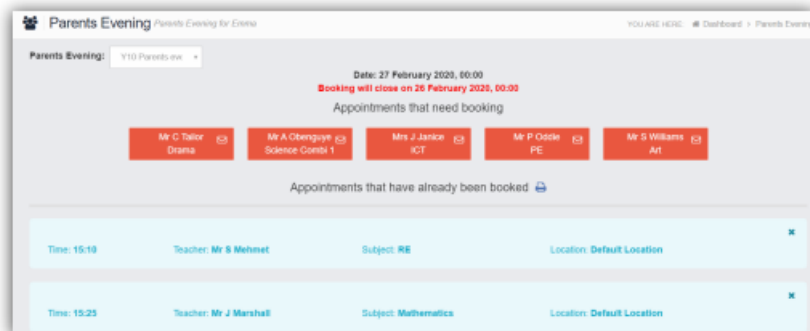 Parents Evening Parents Evening for Emma
YOU ARE HERE: Dashboard > Parents Evening
Parents Evening: Y10 Parents eve
Date: 27 February 2020, 00:00
Booking will close on 26 February 2020, 00:00
Appointments that need booking
Mr C Tailor
Drama
Mr A Obenguye
Science Combi 1
Mrs J Janice
ICT
Mr P Oddie
PE
Mr S Williams
Art
Appointments that have already been booked
Time: 15:10 Teacher: Mr S Mehmet Subject: RE Location: Default Location
Time: 15:25 Teacher: Mr J Marshall Subject: Mathematics Location: Default Location